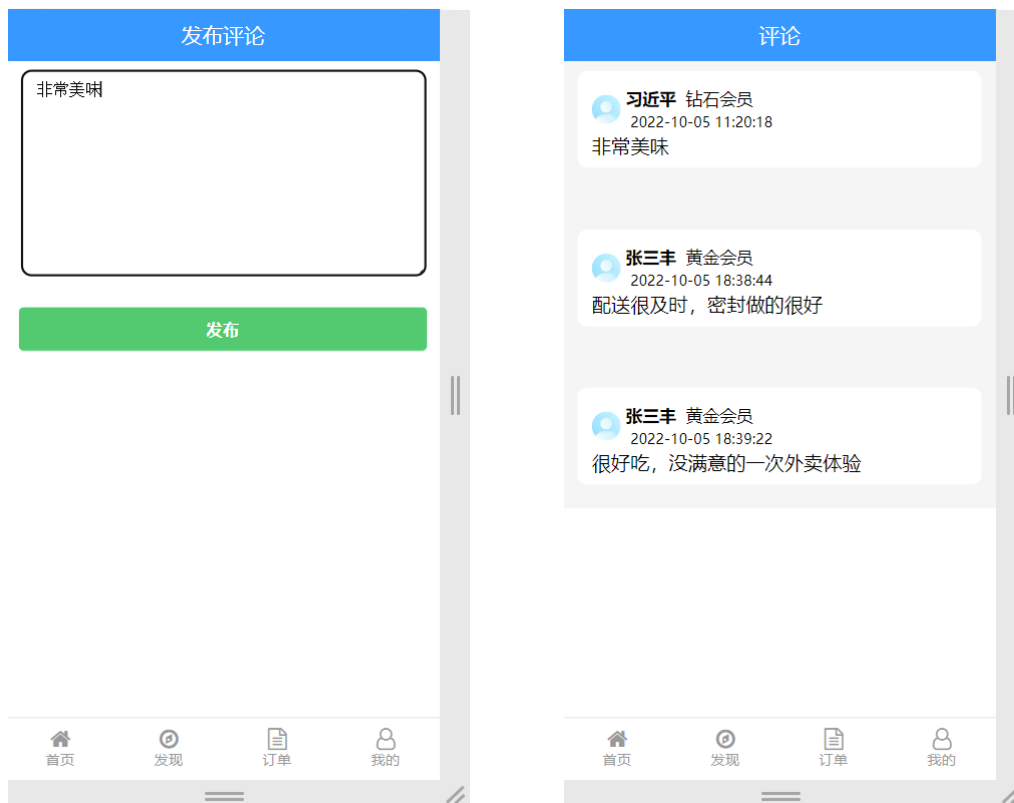 发布评论
非常美味
发布
首页 发现 订单 我的
评论
习近平 钻石会员
2022-10-05 11:20:18
非常美味
张三丰 黄金会员
2022-10-05 18:38:44
配送很及时，密封做的很好
张三丰 黄金会员
2022-10-05 18:39:22
很好吃，没满意的一次外卖体验
首页 发现 订单 我的